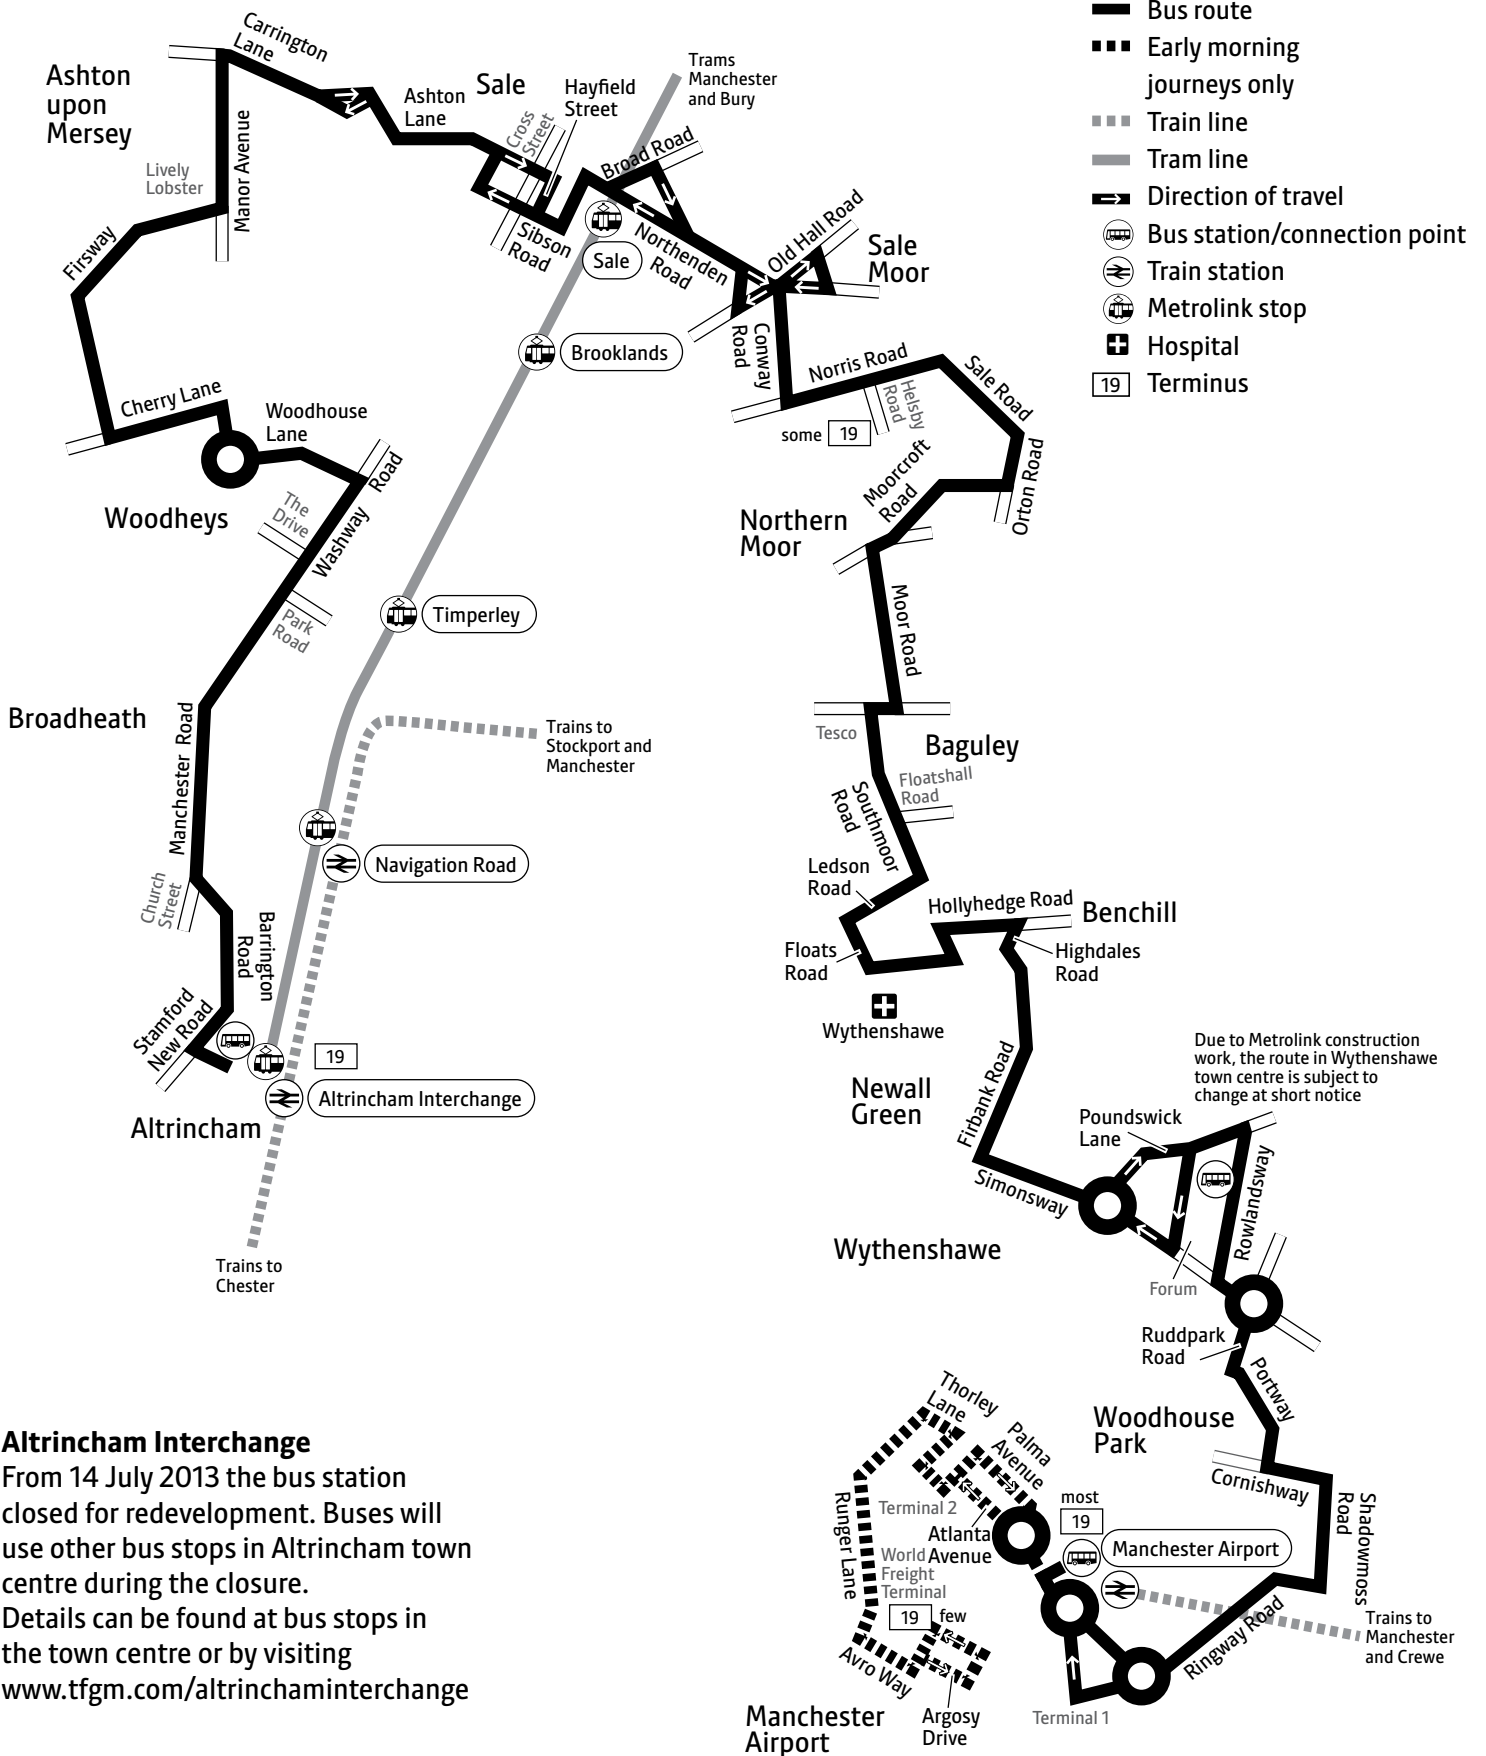 Bus route
Early morning
journeys only
Train line
Tram line
Direction of travel
Bus station/connection point
Train station
Metrolink stop
Hospital
19 Terminus
Carrington
Lane
Ashton
upon
Mersey
Manor Avenue
Lively
Lobster
Firsway
Cherry Lane
Woodhouse
Lane
Woodheys
The
Drive
Washway Road
Park
Road
Broadheath
Manchester Road
Church
Street
Barrington
Road
Stamford
New Road
Altrincham
19
Altrincham Interchange
Trains to
Chester
Navigation Road
Trains to
Stockport and
Manchester
Timperley
Brooklands
Sale
Ashton
Lane
Sale
Cross
Street
Hayfield
Street
Trams
Manchester
and Bury
Broad Road
Sibson
Road
Northenden
Road
Old Hall Road
Sale
Moor
Conway
Road
Norris Road
Helsby
Road
some 19
Sale Road
Orton Road
Moorcroft
Road
Northern
Moor
Moor Road
Tesco
Baguley
Floatshall
Road
Southmoor
Road
Ledson
Road
Hollyhedge Road
Benchill
Floats
Road
Highdales
Road
Wythenshawe
Newall
Green
Firbank Road
Simonsway
Due to Metrolink construction
work, the route in Wythenshawe
town centre is subject to
change at short notice
Poundswick
Lane
Rowlandsway
Wythenshawe
Forum
Ruddpark
Road
Portway
Woodhouse
Park
Cornishway
Shadowmoss
Road
Thorley
Lane
Palma
Avenue
Terminal 2
Runger Lane
Atlanta
Avenue
most
19
Manchester Airport
World
Freight
Terminal
19 few
Avro Way
Argosy
Drive
Ringway Road
Trains to
Manchester
and Crewe
Terminal 1
Manchester
Airport
Altrincham Interchange
From 14 July 2013 the bus station
closed for redevelopment. Buses will
use other bus stops in Altrincham town
centre during the closure.
Details can be found at bus stops in
the town centre or by visiting
www.tfgm.com/altrinchaminterchange